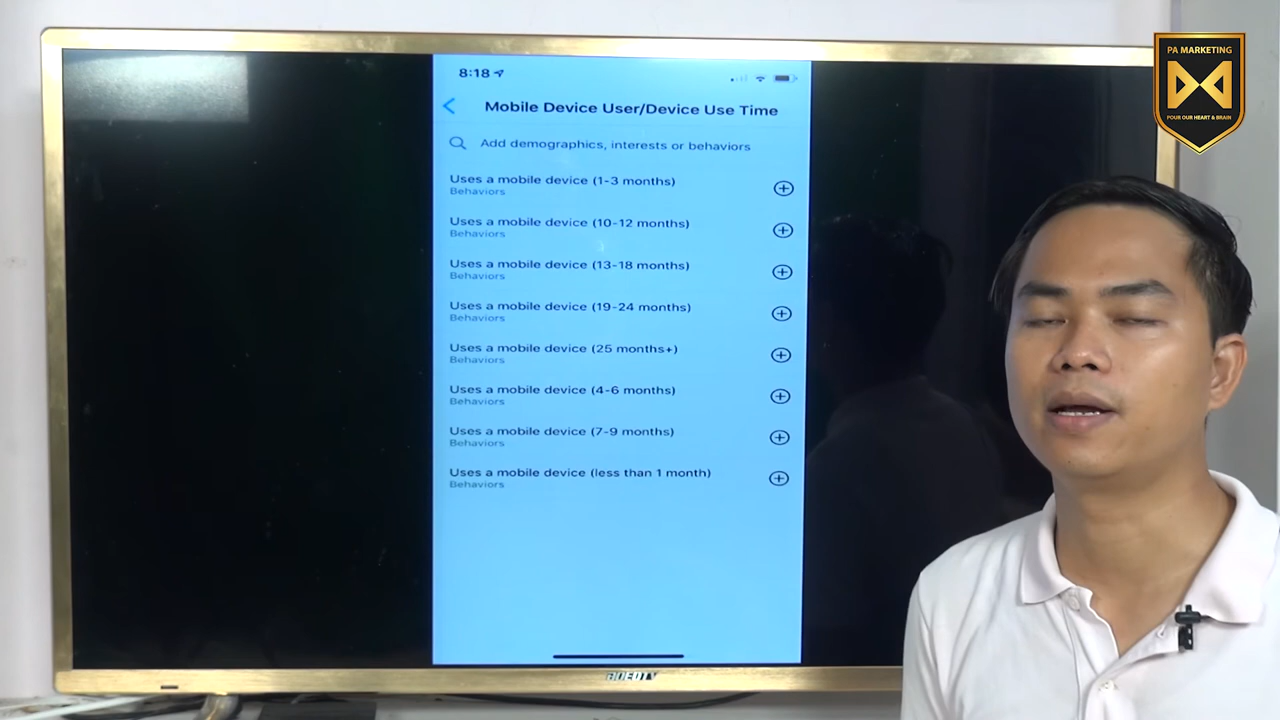 PA MARKETING
POUR OUR HEART & BRAIN
8:18
Mobile Device User/Device Use Time
Add demographics, interests or behaviors
Uses a mobile device (1-3 months)
Behaviors
Uses a mobile device (10-12 months)
Behaviors
Uses a mobile device (13-18 months)
Behaviors
Uses a mobile device (19-24 months)
Behaviors
Uses a mobile device (25 months+)
Behaviors
Uses a mobile device (4-6 months)
Behaviors
Uses a mobile device (7-9 months)
Behaviors
Uses a mobile device (less than 1 month)
Behaviors